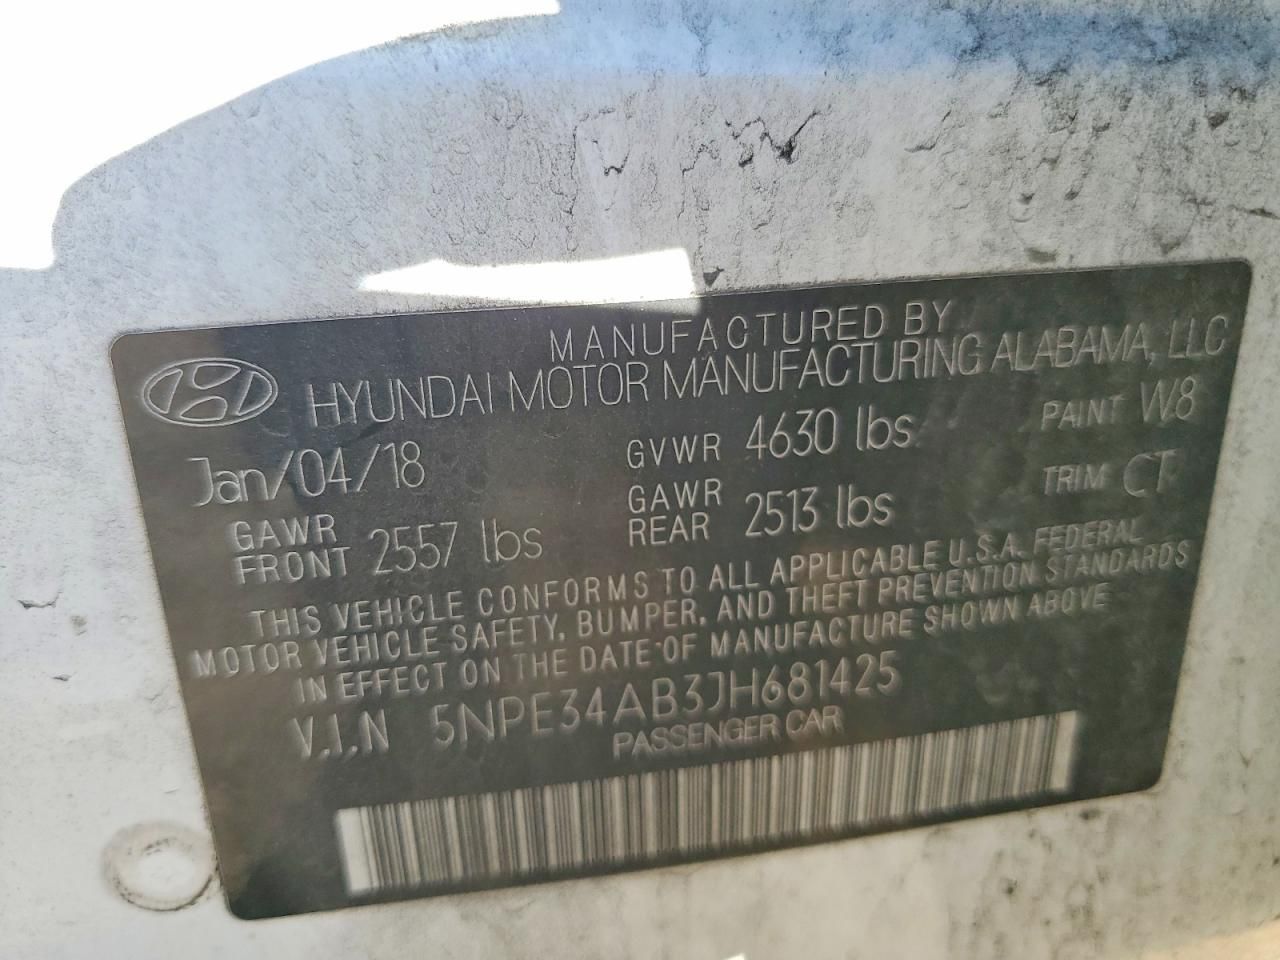 MANUFACTURED BY
HYUNDAI MOTOR MANUFACTURING ALABAMA, LLC
Jan/04/18 GVWR 4630 lbs PAINT W8
GAWR FRONT 2557 lbs GAWR REAR 2513 lbs TRIM CT
THIS VEHICLE CONFORMS TO ALL APPLICABLE U.S.A. FEDERAL
MOTOR VEHICLE SAFETY, BUMPER, AND THEFT PREVENTION STANDARDS
IN EFFECT ON THE DATE OF MANUFACTURE SHOWN ABOVE
V.I.N 5NPE34AB3JH681425
PASSENGER CAR